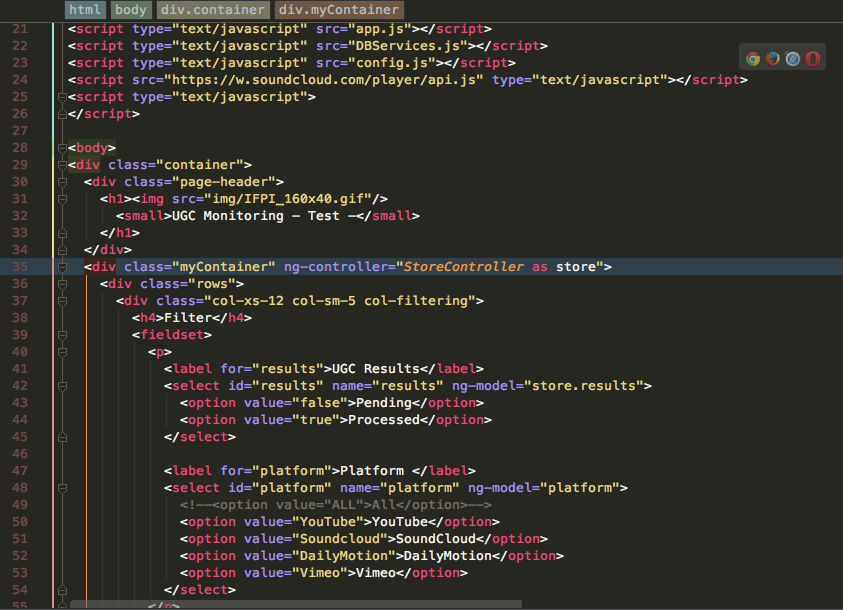 html body div.container div.myContainer
21 <script type="text/javascript" src="app.js"></script>
22 <script type="text/javascript" src="DBServices.js"></script>
23 <script type="text/javascript" src="config.js"></script>
24 <script src="https://w.soundcloud.com/player/api.js" type="text/javascript"></script>
25 <script type="text/javascript">
26 </script>
27
28 <body>
29 <div class="container">
30 <div class="page-header">
31 <h1><img src="img/IFPI_160x40.gif"/>
32 <small>UGC Monitoring - Test -</small>
33 </h1>
34 </div>
35 <div class="myContainer" ng-controller="StoreController as store">
36 <div class="rows">
37 <div class="col-xs-12 col-sm-5 col-filtering">
38 <h4>Filter</h4>
39 <fieldset>
40 <p>
41 <label for="results">UGC Results</label>
42 <select id="results" name="results" ng-model="store.results">
43 <option value="false">Pending</option>
44 <option value="true">Processed</option>
45 </select>
46
47 <label for="platform">Platform </label>
48 <select id="platform" name="platform" ng-model="platform">
49 <!--<option value="ALL">All</option>-->
50 <option value="YouTube">YouTube</option>
51 <option value="Soundcloud">SoundCloud</option>
52 <option value="DailyMotion">DailyMotion</option>
53 <option value="Vimeo">Vimeo</option>
54 </select>
55 </p>